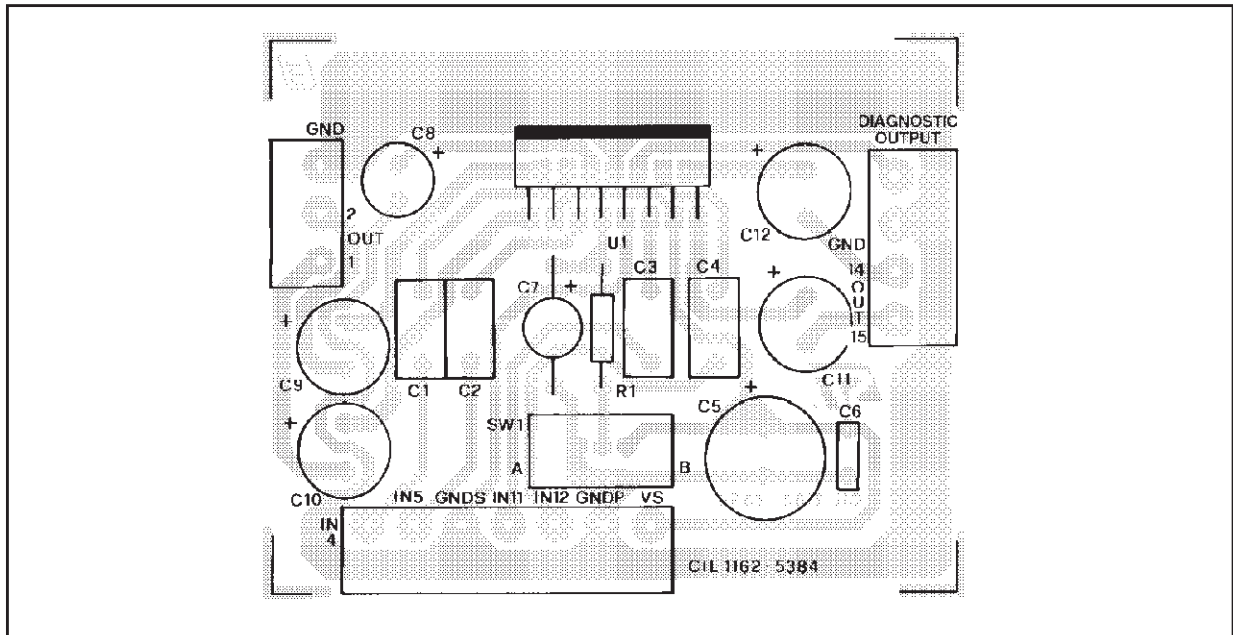 DIAGNOSTIC
OUTPUT
GND
C8
+
+
2
OUT
1
U1
C12
GND
14
OUT
15
C7
+
C3
C4
+
+
C9
C1
C2
R1
C11
+
C5
C6
+
SW1
A
B
C10
IN5 GNDS IN11 IN12 GNDP VS
IN
4
CIL 1162 5384